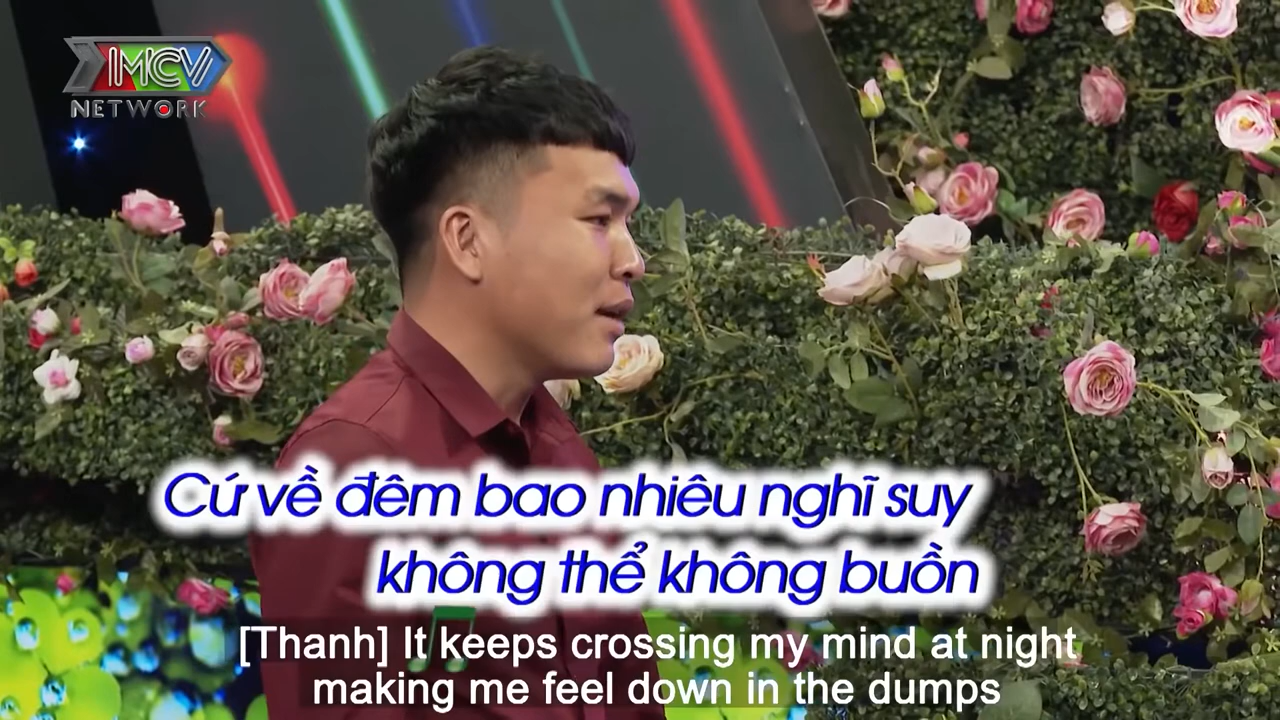 MCV
NETWORK
Cứ về đêm bao nhiêu nghĩ suy
không thể không buồn
[Thanh] It keeps crossing my mind at night
making me feel down in the dumps